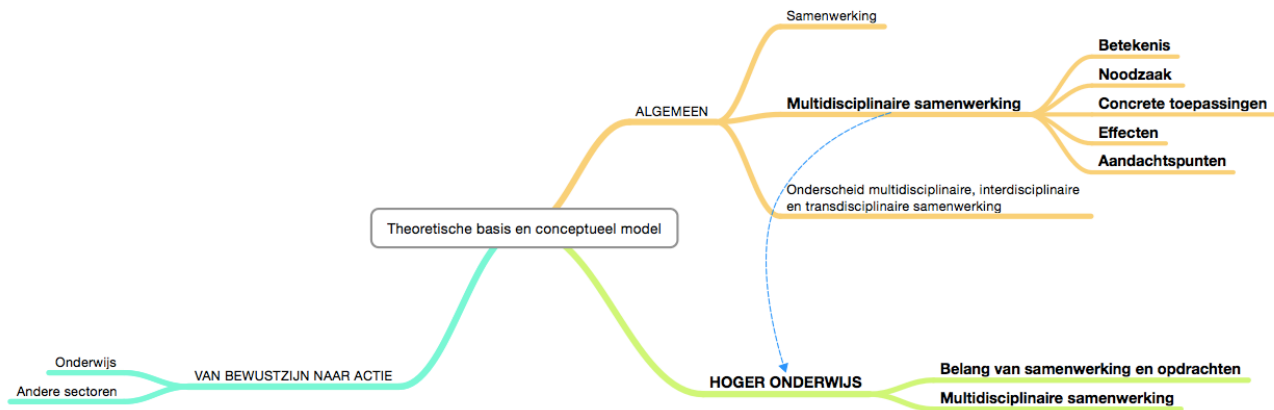 Samenwerking
Betekenis
Noodzaak
ALGEMEEN
Multidisciplinaire samenwerking
Concrete toepassingen
Effecten
Aandachtspunten
Onderscheid multidisciplinaire, interdisciplinaire
en transdisciplinaire samenwerking
Theoretische basis en conceptueel model
Onderwijs
VAN BEWUSTZIJN NAAR ACTIE
Andere sectoren
HOGER ONDERWIJS
Belang van samenwerking en opdrachten
Multidisciplinaire samenwerking